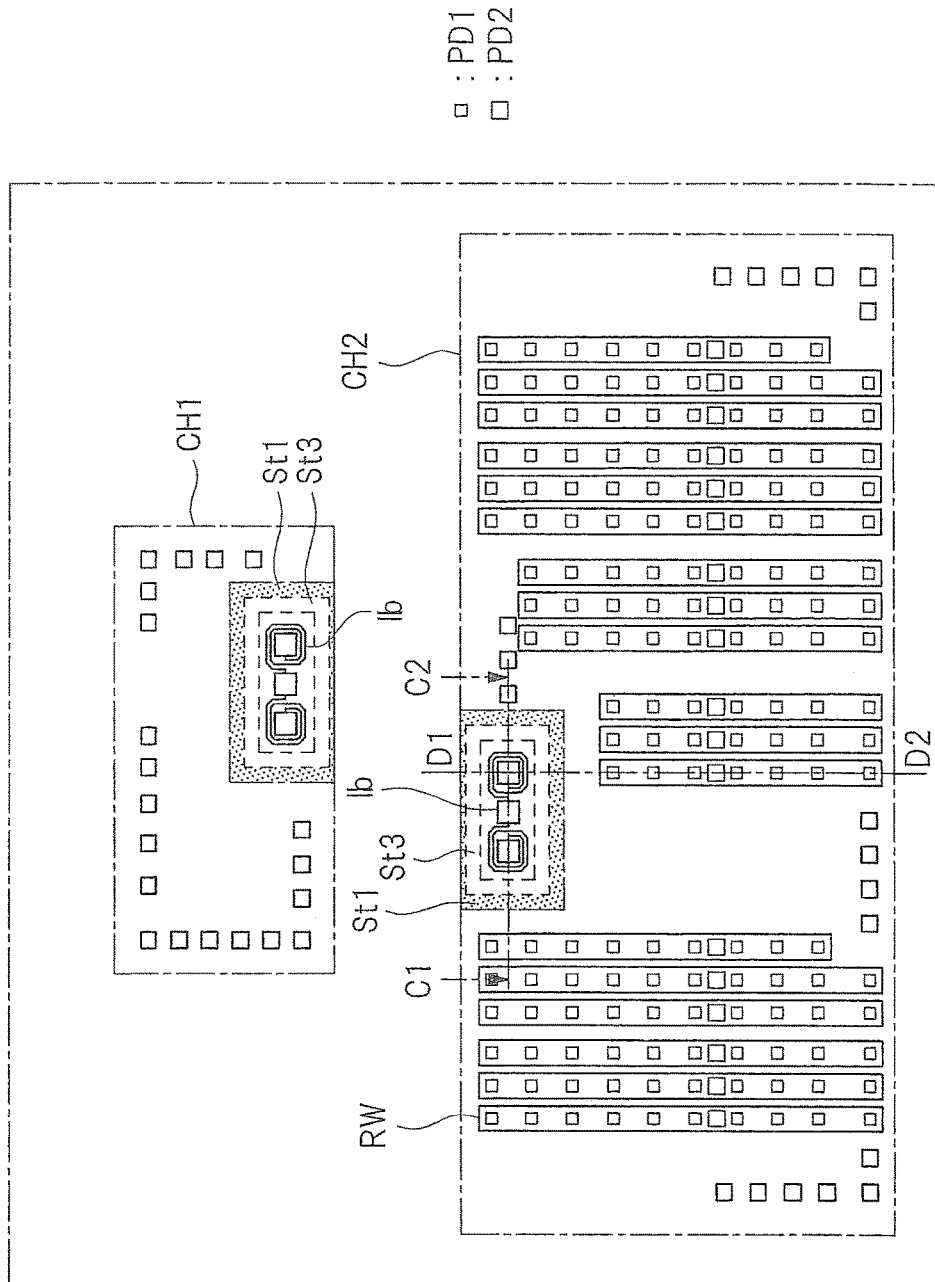 □ : PD1
□ : PD2
CH1
St1
St3
Ib
CH2
C2
D1
Ib
St3
St1
C1
D2
RW